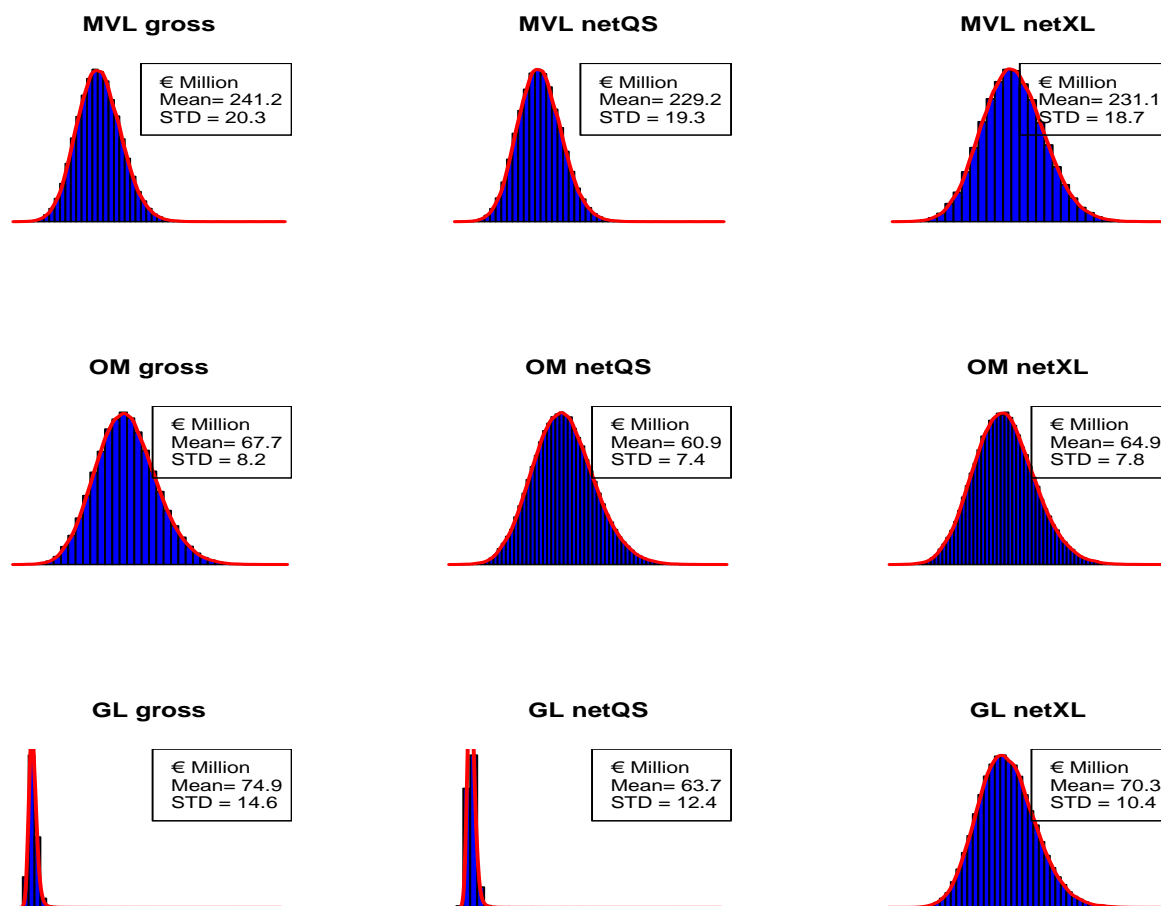 MVL gross
€ Million
Mean= 241.2
STD = 20.3
MVL netQS
€ Million
Mean= 229.2
STD = 19.3
MVL netXL
€ Million
Mean= 231.1
STD = 18.7
OM gross
€ Million
Mean= 67.7
STD = 8.2
OM netQS
€ Million
Mean= 60.9
STD = 7.4
OM netXL
€ Million
Mean= 64.9
STD = 7.8
GL gross
€ Million
Mean= 74.9
STD = 14.6
GL netQS
€ Million
Mean= 63.7
STD = 12.4
GL netXL
€ Million
Mean= 70.3
STD = 10.4